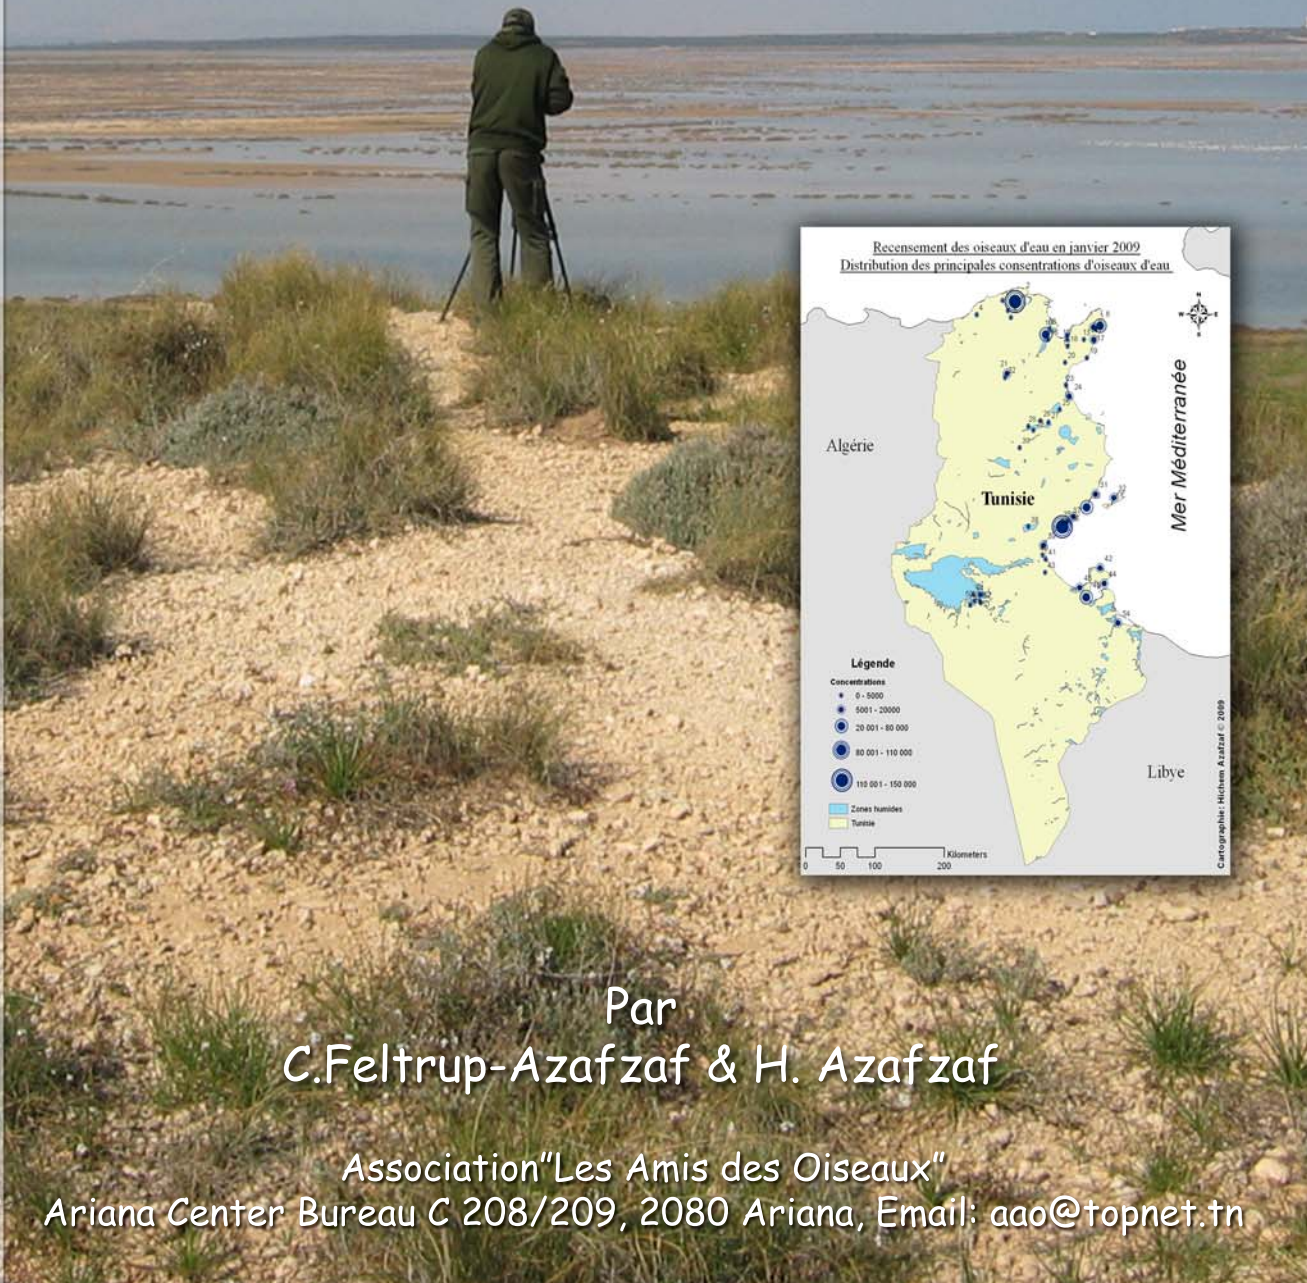 Recensement des oiseaux d'eau en janvier 2009
Distribution des principales consentrations d'oiseaux d'eau
N
W E
S
Mer Méditerranée
Algérie
Tunisie
Libye
Légende
Concentrations
0 - 5000
5001 - 20000
20 001 - 80 000
80 001 - 110 000
110 001 - 150 000
Zones humides
Tunisie
Kilometers
0 50 100 200
Cartographie: Hichem Azafzaf © 2009
Par
C.Feltrup-Azafzaf & H. Azafzaf
Association"Les Amis des Oiseaux"
Ariana Center Bureau C 208/209, 2080 Ariana, Email: aao@topnet.tn